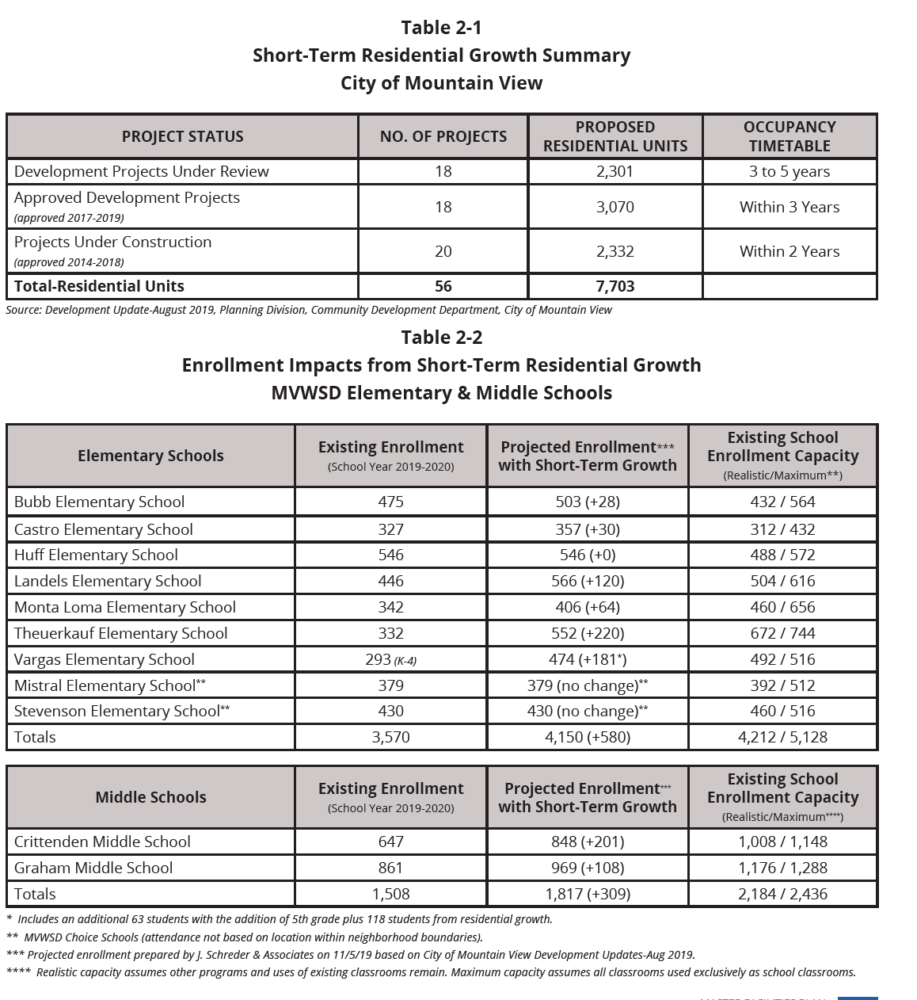 Table 2-1
Short-Term Residential Growth Summary
City of Mountain View
PROJECT STATUS NO. OF PROJECTS PROPOSED RESIDENTIAL UNITS OCCUPANCY TIMETABLE
Development Projects Under Review 18 2,301 3 to 5 years
Approved Development Projects (approved 2017-2019) 18 3,070 Within 3 Years
Projects Under Construction (approved 2014-2018) 20 2,332 Within 2 Years
Total-Residential Units 56 7,703
Source: Development Update-August 2019, Planning Division, Community Development Department, City of Mountain View
Table 2-2
Enrollment Impacts from Short-Term Residential Growth
MVWSD Elementary & Middle Schools
Elementary Schools Existing Enrollment (School Year 2019-2020) Projected Enrollment*** with Short-Term Growth Existing School Enrollment Capacity (Realistic/Maximum**)
Bubb Elementary School 475 503 (+28) 432 / 564
Castro Elementary School 327 357 (+30) 312 / 432
Huff Elementary School 546 546 (+0) 488 / 572
Landels Elementary School 446 566 (+120) 504 / 616
Monta Loma Elementary School 342 406 (+64) 460 / 656
Theuerkauf Elementary School 332 552 (+220) 672 / 744
Vargas Elementary School 293 (K-4) 474 (+181*) 492 / 516
Mistral Elementary School** 379 379 (no change)** 392 / 512
Stevenson Elementary School** 430 430 (no change)** 460 / 516
Totals 3,570 4,150 (+580) 4,212 / 5,128
Middle Schools Existing Enrollment (School Year 2019-2020) Projected Enrollment*** with Short-Term Growth Existing School Enrollment Capacity (Realistic/Maximum****)
Crittenden Middle School 647 848 (+201) 1,008 / 1,148
Graham Middle School 861 969 (+108) 1,176 / 1,288
Totals 1,508 1,817 (+309) 2,184 / 2,436
* Includes an additional 63 students with the addition of 5th grade plus 118 students from residential growth.
** MVWSD Choice Schools (attendance not based on location within neighborhood boundaries).
*** Projected enrollment prepared by J. Schreder & Associates on 11/5/19 based on City of Mountain View Development Updates-Aug 2019.
**** Realistic capacity assumes other programs and uses of existing classrooms remain. Maximum capacity assumes all classrooms used exclusively as school classrooms.